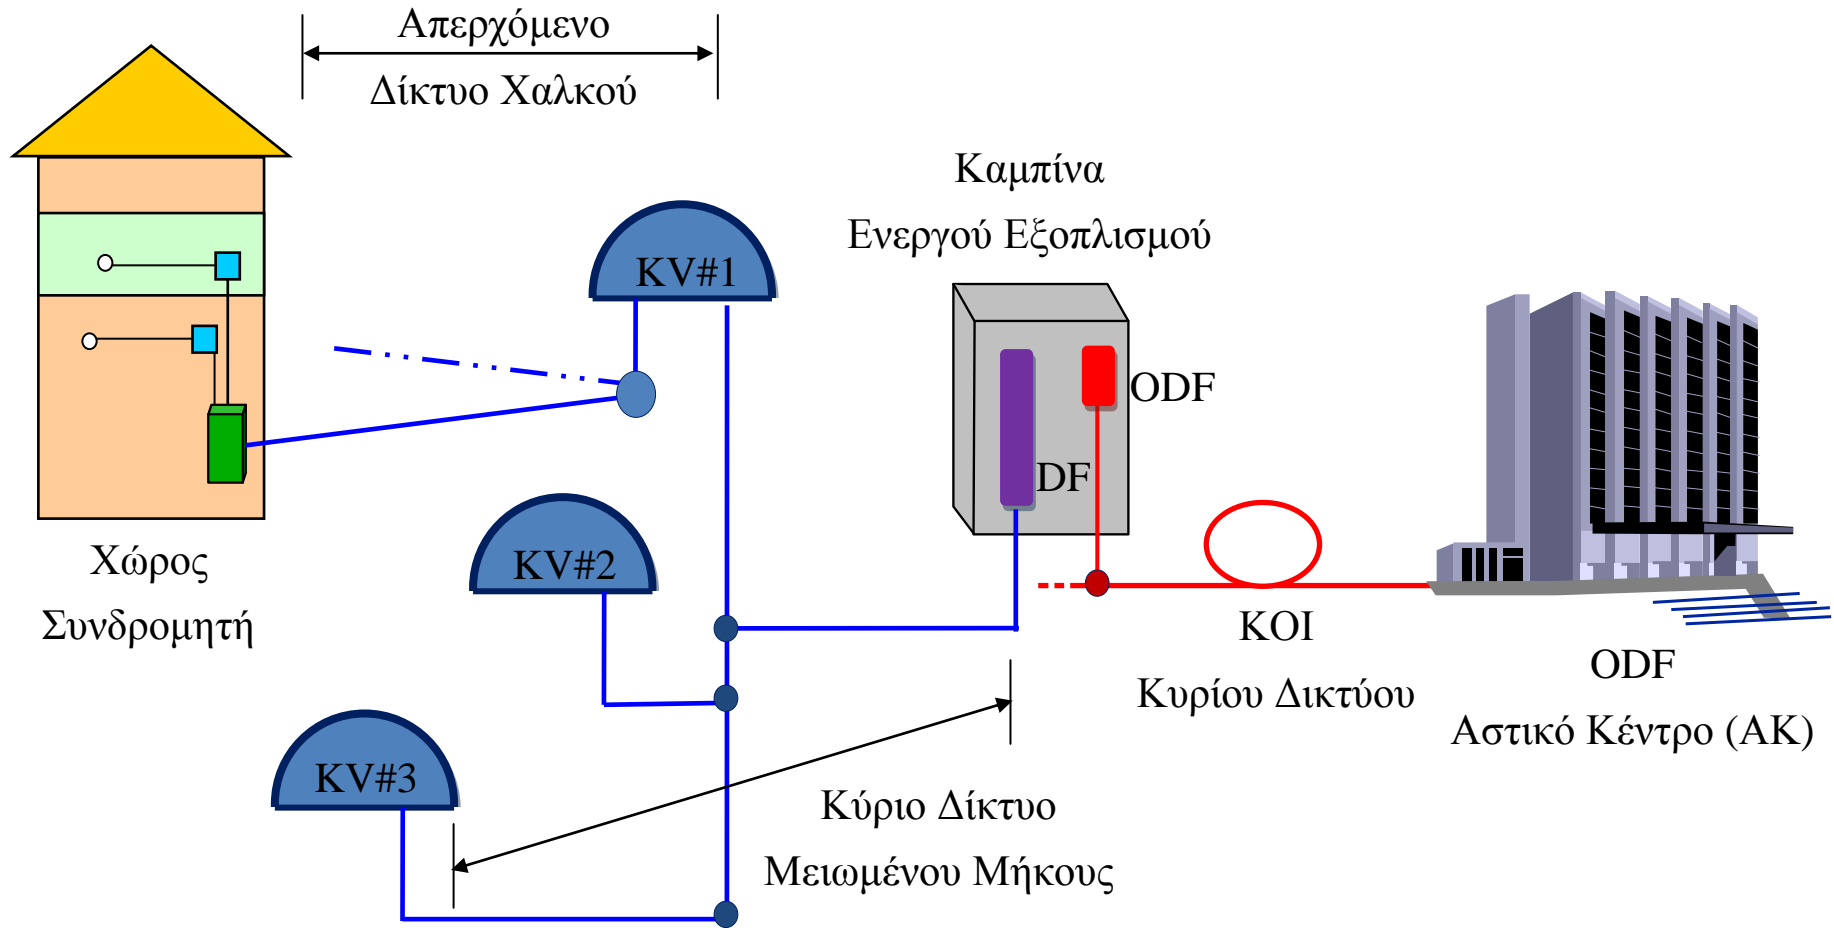 Απερχόμενο
Δίκτυο Χαλκού
Καμπίνα
Ενεργού Εξοπλισμού
KV#1
ODF
DF
KV#2
Χώρος
Συνδρομητή
ΚΟΙ
Κυρίου Δικτύου
ODF
Αστικό Κέντρο (ΑΚ)
KV#3
Κύριο Δίκτυο
Μειωμένου Μήκους